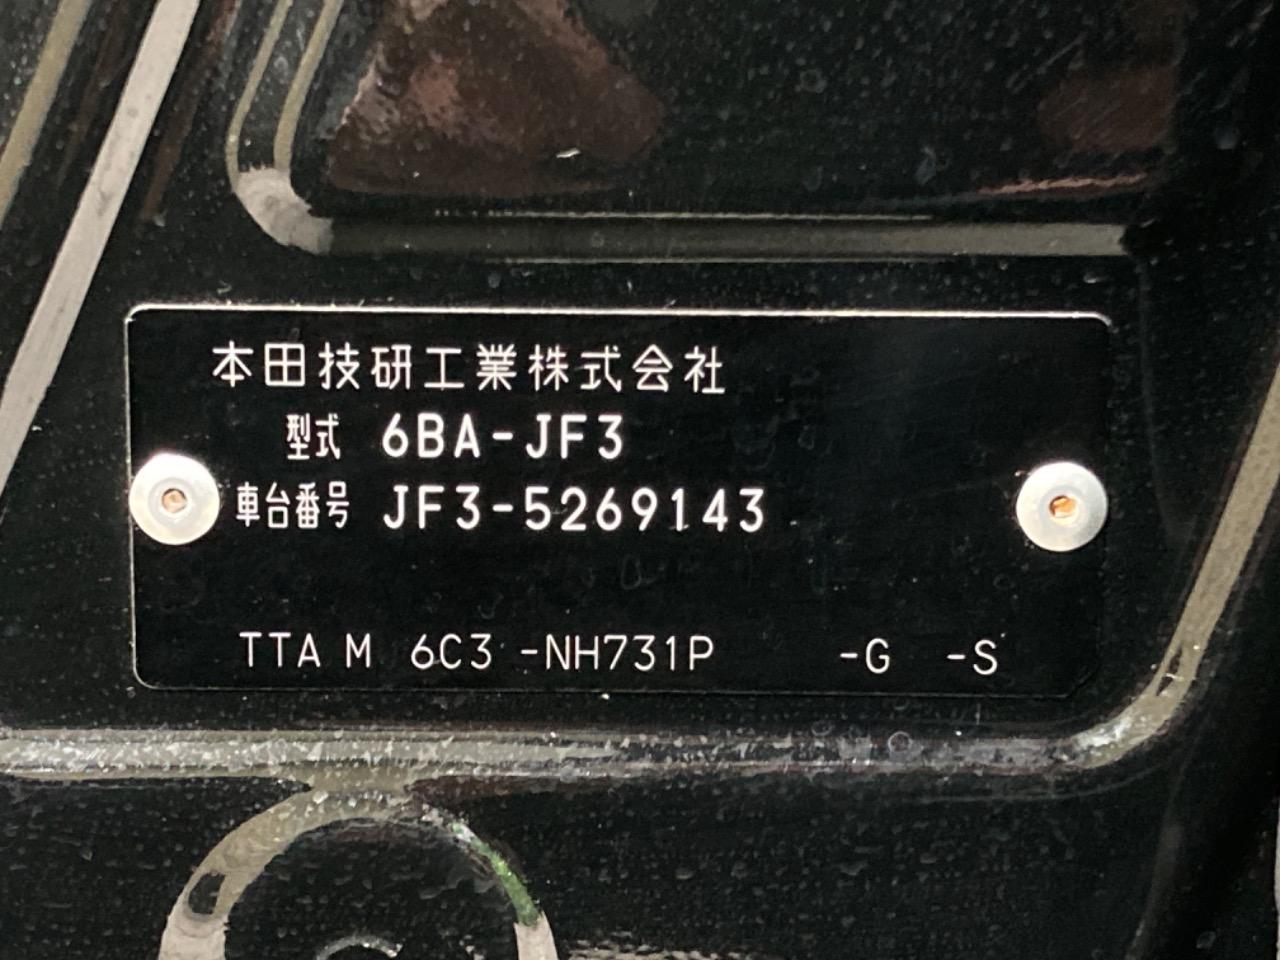 本田技研工業株式会社
型式 6BA-JF3
車台番号 JF3-5269143
TTA M 6C3 -NH731P -G -S